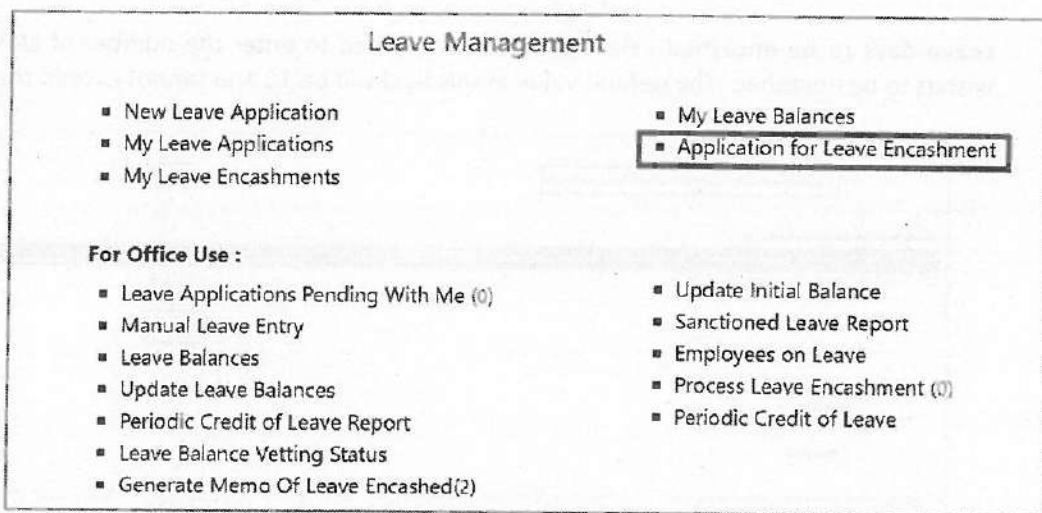 Leave Management
▪ New Leave Application
▪ My Leave Applications
▪ My Leave Encashments
▪ My Leave Balances
▪ Application for Leave Encashment
For Office Use :
▪ Leave Applications Pending With Me (0)
▪ Manual Leave Entry
▪ Leave Balances
▪ Update Leave Balances
▪ Periodic Credit of Leave Report
▪ Leave Balance Vetting Status
▪ Generate Memo Of Leave Encashed(2)
▪ Update Initial Balance
▪ Sanctioned Leave Report
▪ Employees on Leave
▪ Process Leave Encashment (0)
▪ Periodic Credit of Leave